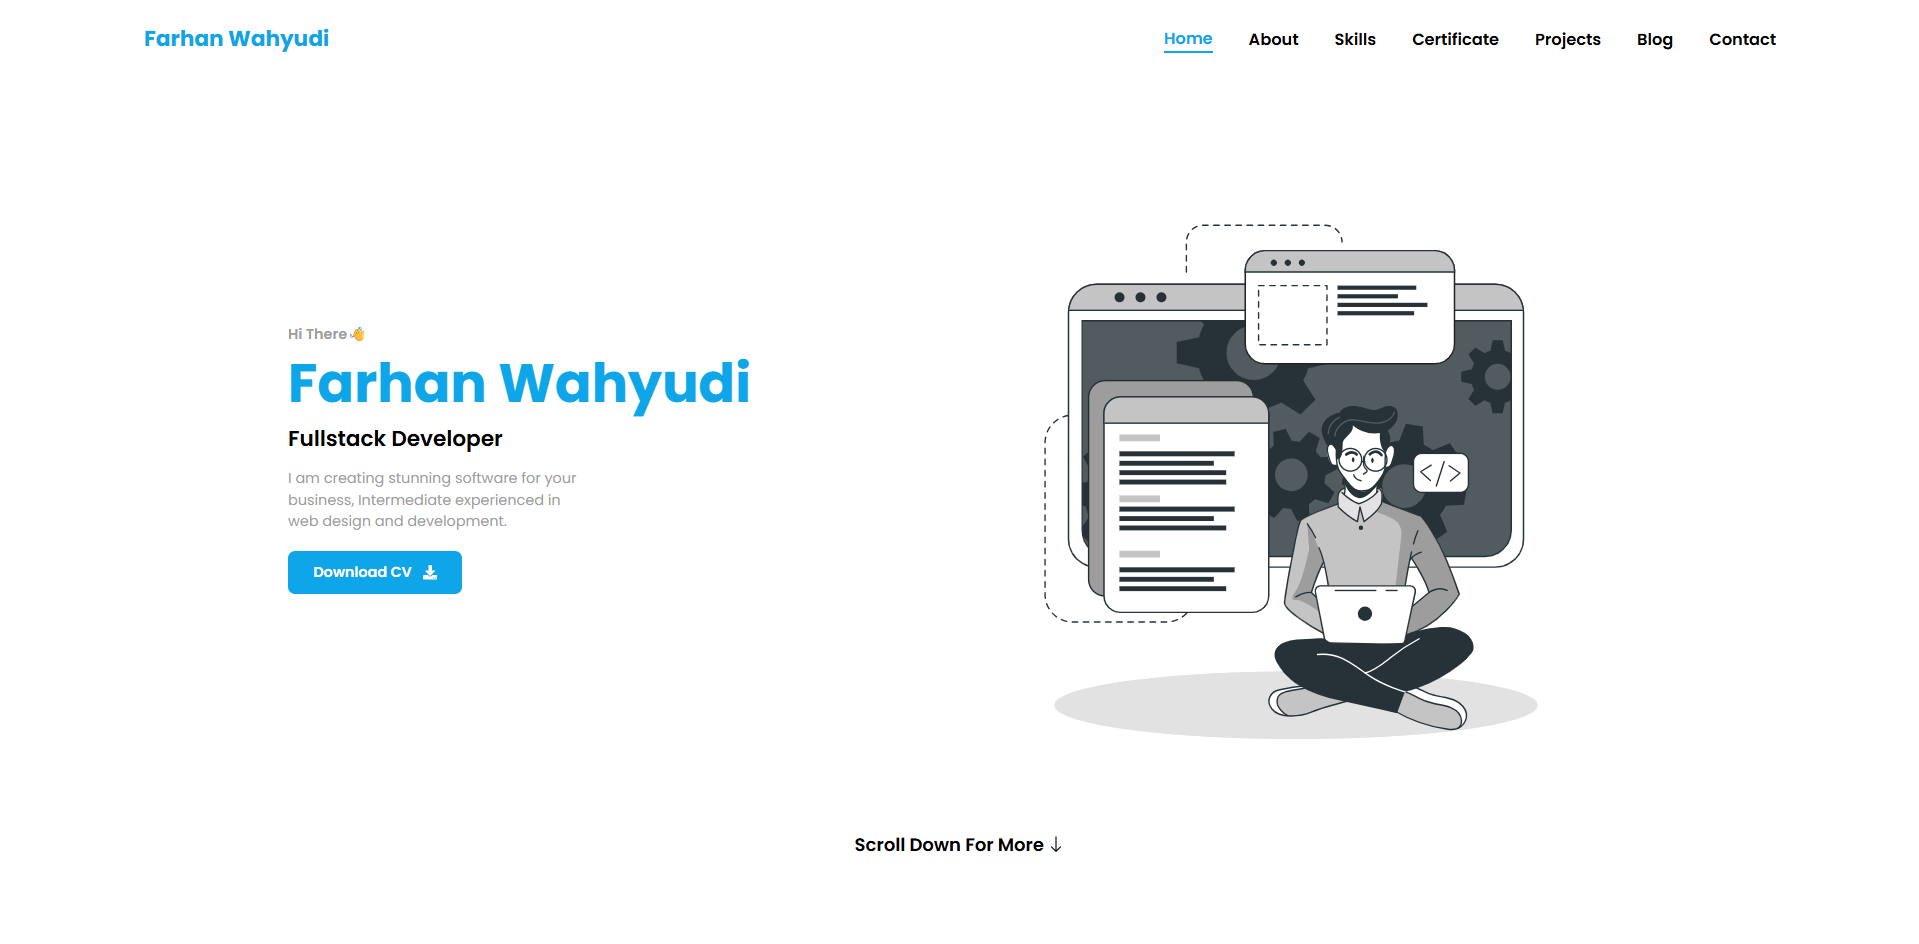 Farhan Wahyudi
Home About Skills Certificate Projects Blog Contact
Hi There👋
Farhan Wahyudi
Fullstack Developer
I am creating stunning software for your
business, Intermediate experienced in
web design and development.
Download CV
</>
Scroll Down For More ↓